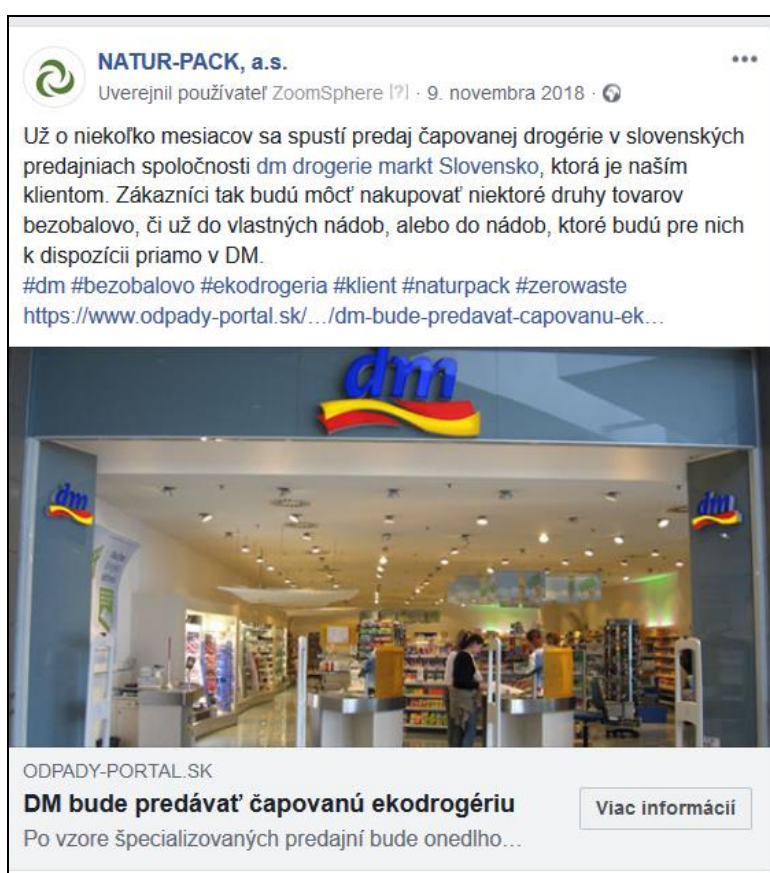 NATUR-PACK, a.s.
Uverejnil používateľ ZoomSphere [?] · 9. novembra 2018 ·
Už o niekoľko mesiacov sa spustí predaj čapovanej drogérie v slovenských
predajniach spoločnosti dm drogerie markt Slovensko, ktorá je naším
klientom. Zákazníci tak budú môcť nakupovať niektoré druhy tovarov
bezobalovo, či už do vlastných nádob, alebo do nádob, ktoré budú pre nich
k dispozícii priamo v DM.
#dm #bezobalovo #ekodrogeria #klient #naturpack #zerowaste
https://www.odpady-portal.sk/…/dm-bude-predavat-capovanu-ek…
dm
dm
dm
ODPADY-PORTAL.SK
DM bude predávať čapovanú ekodrogériu
Viac informácií
Po vzore špecializovaných predajní bude onedlho…